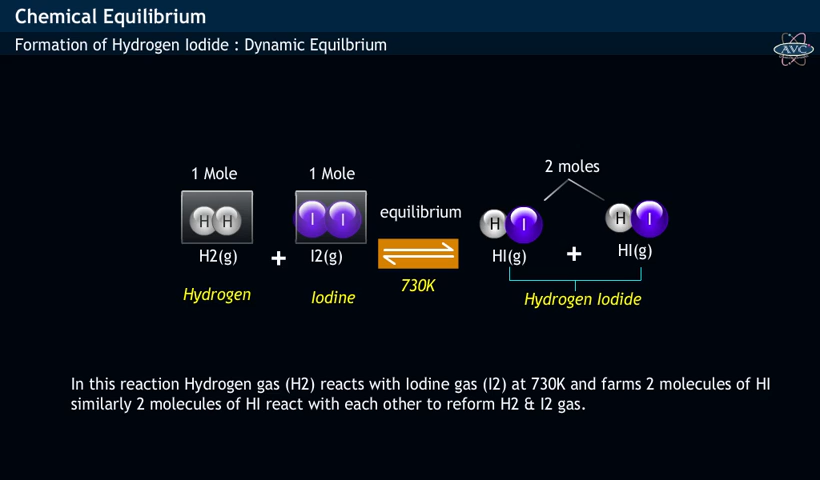 Chemical Equilibrium
Formation of Hydrogen Iodide : Dynamic Equilbrium
AVC
1 Mole
1 Mole
2 moles
H H
I I
equilibrium
H I
H I
H2(g)
+
I2(g)
HI(g)
+
HI(g)
730K
Hydrogen
Iodine
Hydrogen Iodide
In this reaction Hydrogen gas (H2) reacts with Iodine gas (I2) at 730K and farms 2 molecules of HI
similarly 2 molecules of HI react with each other to reform H2 & I2 gas.